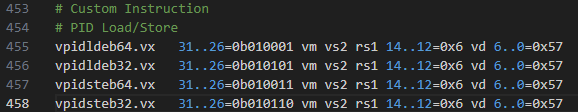 453 # Custom Instruction
454 # PID Load/Store
455 vpidldeb64.vx 31..26=0b010001 vm vs2 rs1 14..12=0x6 vd 6..0=0x57
456 vpidldeb32.vx 31..26=0b010101 vm vs2 rs1 14..12=0x6 vd 6..0=0x57
457 vpidsteb64.vx 31..26=0b010011 vm vs2 rs1 14..12=0x6 vd 6..0=0x57
458 vpidsteb32.vx 31..26=0b010110 vm vs2 rs1 14..12=0x6 vd 6..0=0x57